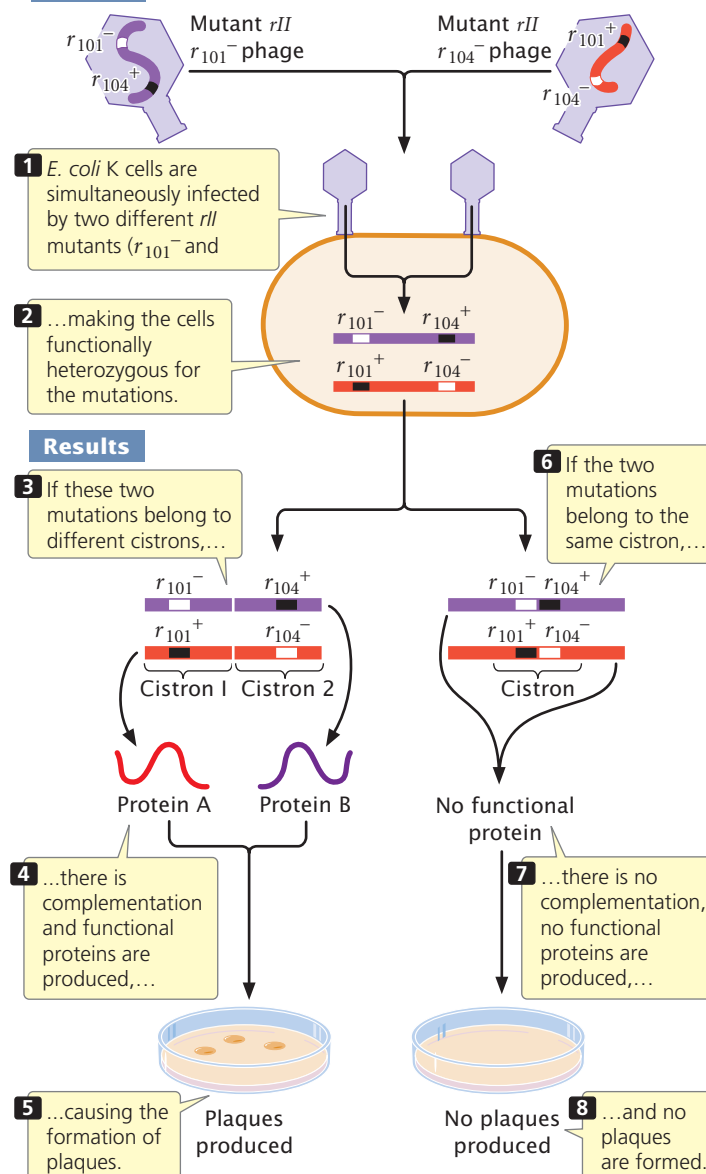 r101⁻
r104⁺
Mutant rII
r101⁻ phage
Mutant rII
r104⁻ phage
r101⁺
r104⁻
1 E. coli K cells are
simultaneously infected
by two different rII
mutants (r101⁻ and
2 …making the cells
functionally
heterozygous for
the mutations.
r101⁻ r104⁺
r101⁺ r104⁻
Results
3 If these two
mutations belong to
different cistrons,…
6 If the two
mutations
belong to the
same cistron,…
r101⁻ r104⁺
r101⁺ r104⁻
Cistron I Cistron 2
r101⁻ r104⁺
r101⁺ r104⁻
Cistron
Protein A Protein B
No functional
protein
4 …there is
complementation
and functional
proteins are
produced,…
7 …there is no
complementation,
no functional
proteins are
produced,…
5 …causing the
formation of
plaques.
Plaques
produced
No plaques
produced
8 …and no
plaques
are formed.